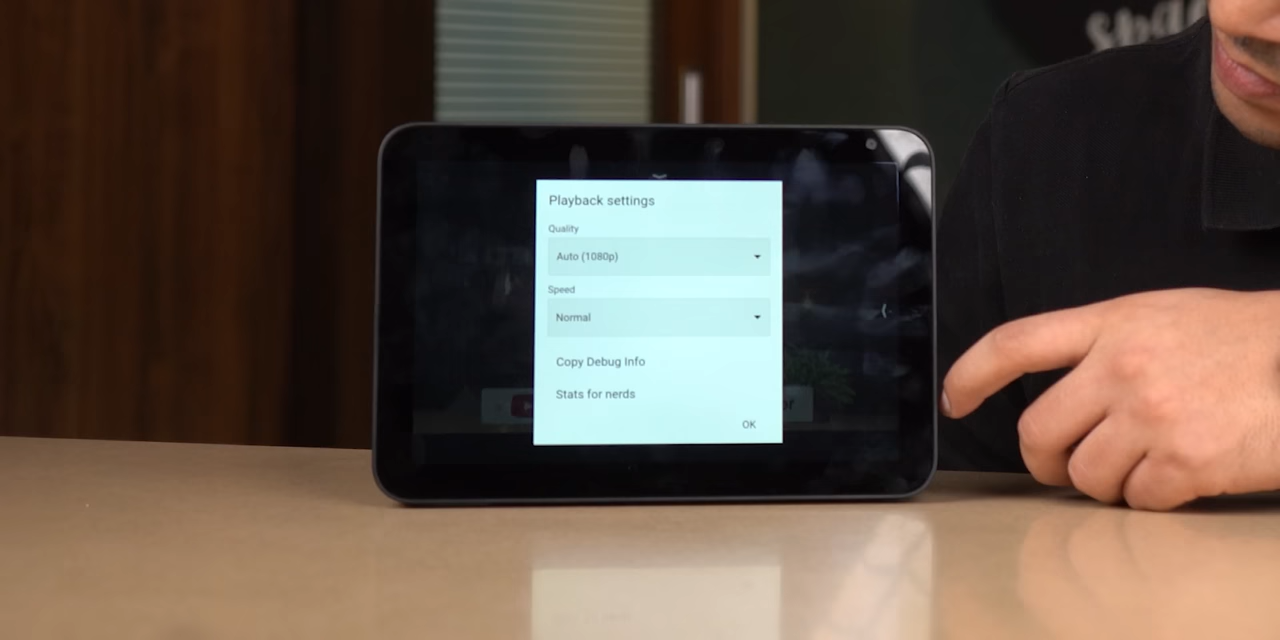 Playback settings
Quality
Auto (1080p)
Speed
Normal
Copy Debug Info
Stats for nerds
OK